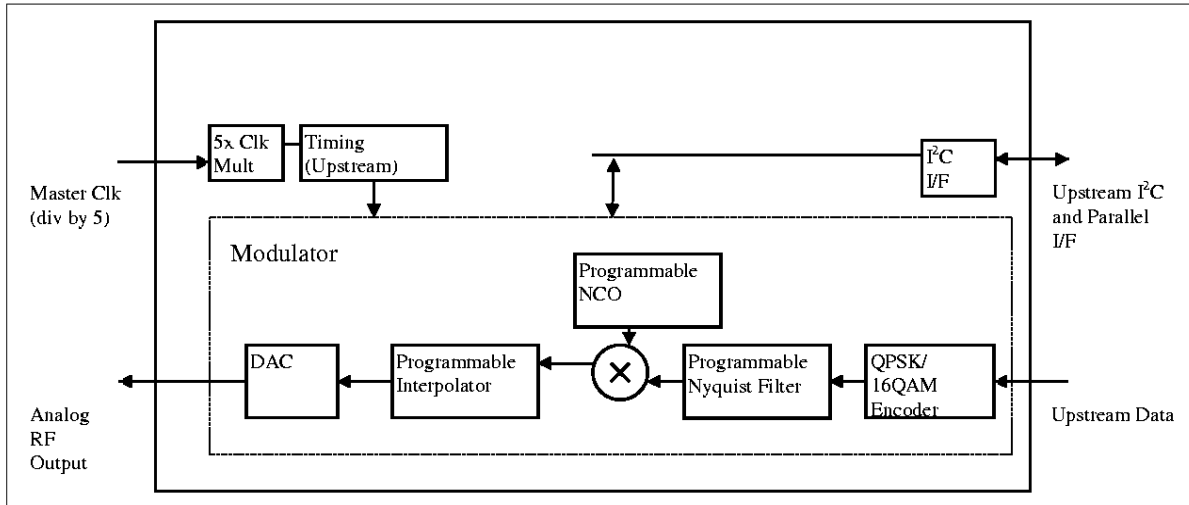 5x Clk
Mult
Timing
(Upstream)
I²C
I/F
Master Clk
(div by 5)
Upstream I²C
and Parallel
I/F
Modulator
Programmable
NCO
DAC
Programmable
Interpolator
Programmable
Nyquist Filter
QPSK/
16QAM
Encoder
Analog
RF
Output
Upstream Data